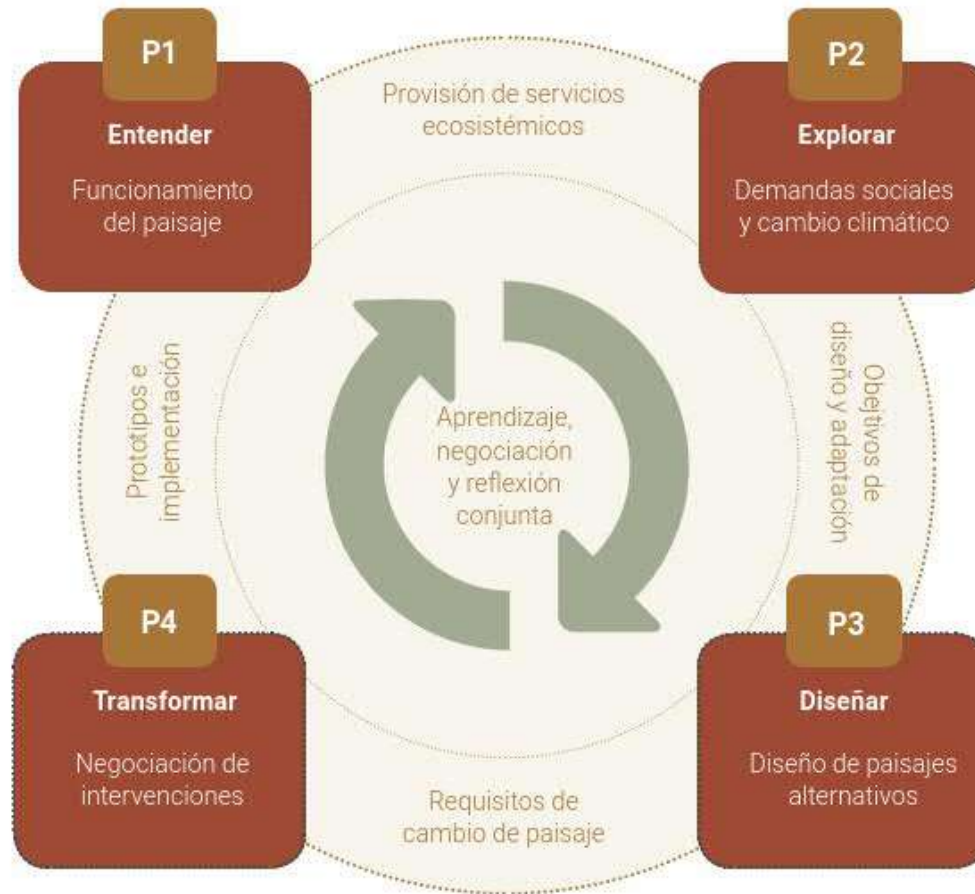 P1
Entender
Funcionamiento
del paisaje
Provisión de servicios
ecosistémicos
P2
Explorar
Demandas sociales
y cambio climático
Prototipos e
implementación
Aprendizaje,
negociación
y reflexión
conjunta
Obejtivos de
diseño y adaptación
P4
Transformar
Negociación de
intervenciones
Requisitos de
cambio de paisaje
P3
Diseñar
Diseño de paisajes
alternativos